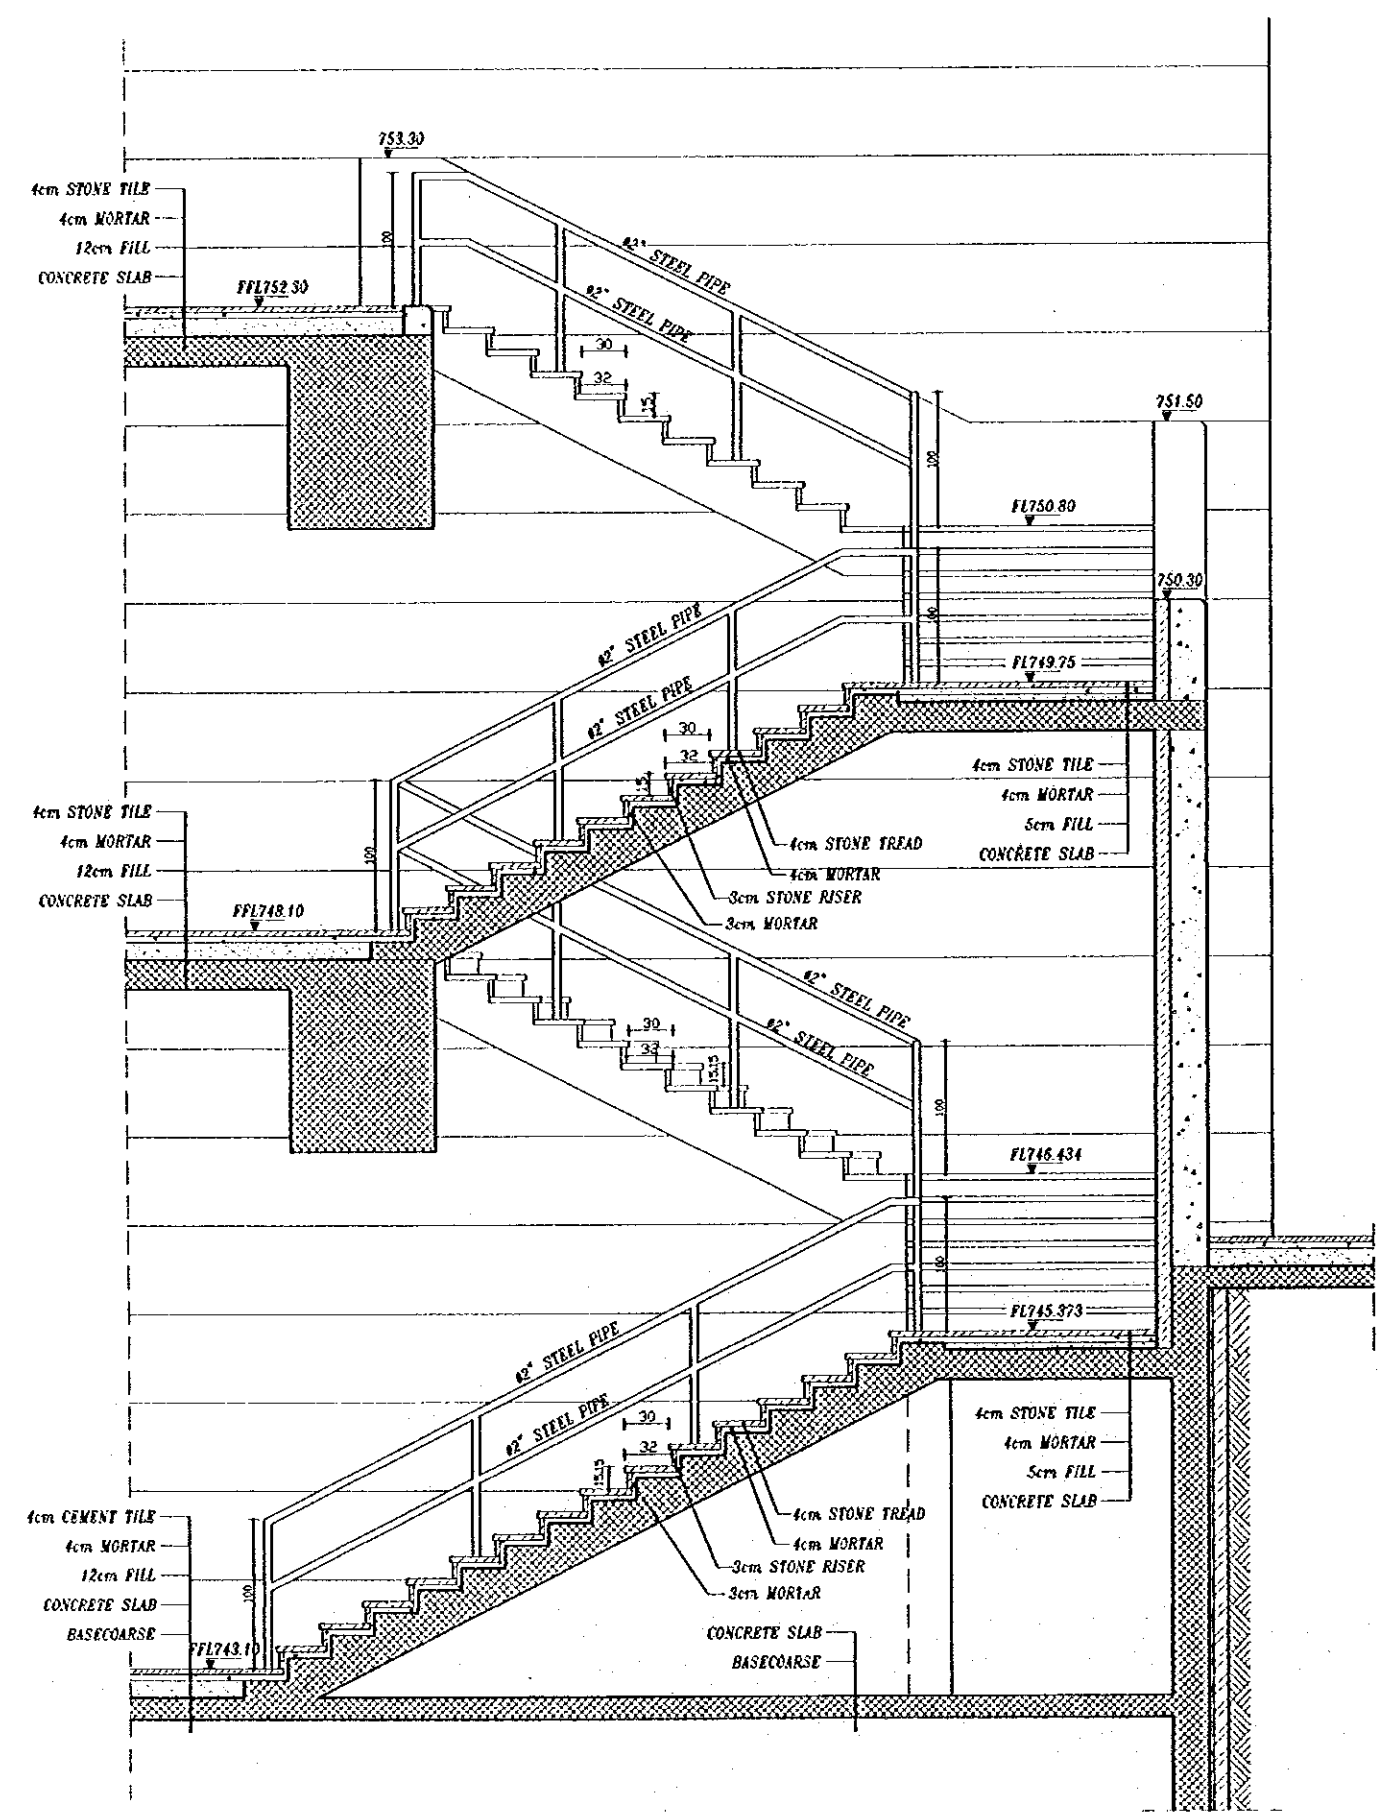 753.30
4cm STONE TILE
4cm MORTAR
12cm FILL
CONCRETE SLAB
FFL752.30
100
ø2" STEEL PIPE
ø2" STEEL PIPE
30
32
15
100
751.50
FL750.80
750.30
100
FL749.75
ø2" STEEL PIPE
ø2" STEEL PIPE
30
32
15
4cm STONE TILE
4cm MORTAR
5cm FILL
CONCRETE SLAB
4cm STONE TILE
4cm MORTAR
12cm FILL
CONCRETE SLAB
FFL748.10
100
4cm STONE TREAD
4cm MORTAR
3cm STONE RISER
3cm MORTAR
ø2" STEEL PIPE
ø2" STEEL PIPE
30
32
15.15
100
FL746.434
100
FL745.373
ø2" STEEL PIPE
ø2" STEEL PIPE
30
32
15.15
4cm STONE TILE
4cm MORTAR
5cm FILL
CONCRETE SLAB
4cm STONE TREAD
4cm MORTAR
3cm STONE RISER
3cm MORTAR
4cm CEMENT TILE
4cm MORTAR
12cm FILL
CONCRETE SLAB
BASECOARSE
FFL743.10
100
CONCRETE SLAB
BASECOARSE